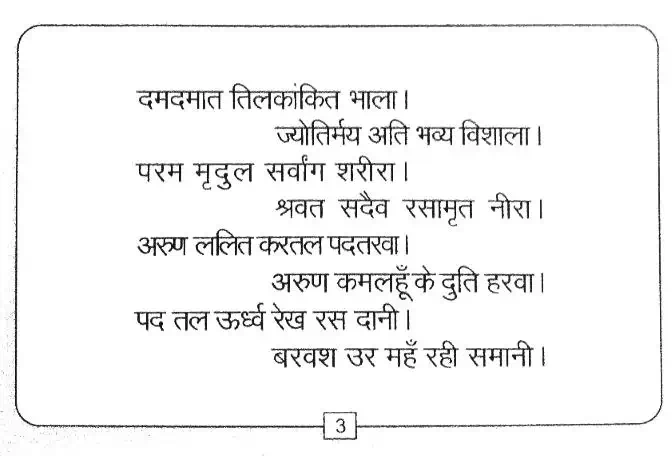 दमदमात तिलकांकित भाला।
ज्योतिर्मय अति भव्य विशाला।
परम मृदुल सर्वांग शरीरा।
श्रवत सदैव रसामृत नीरा।
अरुण ललित करतल पदतरवा।
अरुण कमलहूँ के दुति हरवा।
पद तल ऊर्ध्व रेख रस दानी।
बरवश उर महँ रही समानी।
3